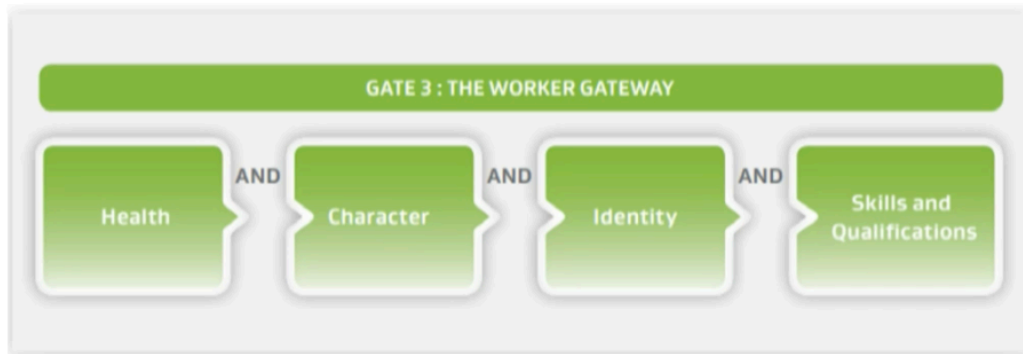 GATE 3 : THE WORKER GATEWAY
AND AND AND
Health Character Identity Skills and
Qualifications